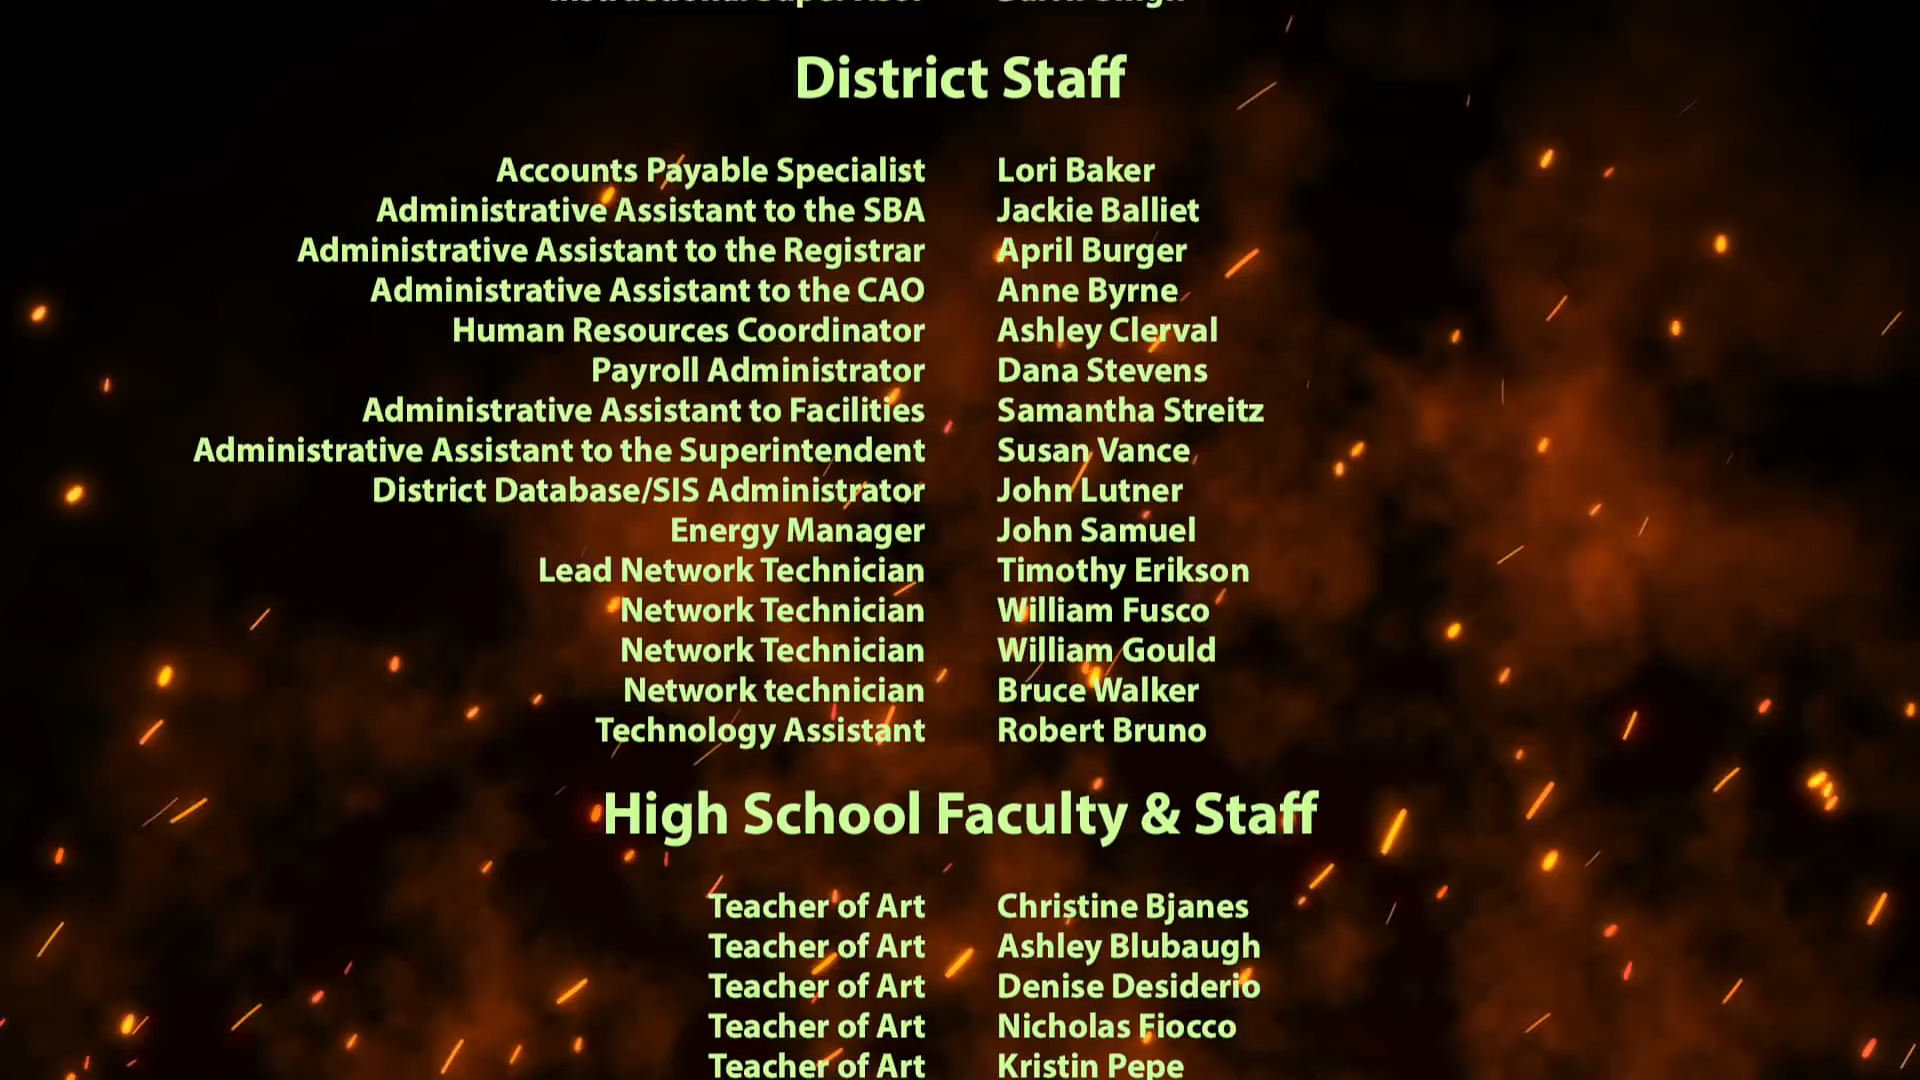 District Staff
Accounts Payable Specialist Lori Baker
Administrative Assistant to the SBA Jackie Balliet
Administrative Assistant to the Registrar April Burger
Administrative Assistant to the CAO Anne Byrne
Human Resources Coordinator Ashley Clerval
Payroll Administrator Dana Stevens
Administrative Assistant to Facilities Samantha Streitz
Administrative Assistant to the Superintendent Susan Vance
District Database/SIS Administrator John Lutner
Energy Manager John Samuel
Lead Network Technician Timothy Erikson
Network Technician William Fusco
Network Technician William Gould
Network technician Bruce Walker
Technology Assistant Robert Bruno
High School Faculty & Staff
Teacher of Art Christine Bjanes
Teacher of Art Ashley Blubaugh
Teacher of Art Denise Desiderio
Teacher of Art Nicholas Fiocco
Teacher of Art Kristin Pepe